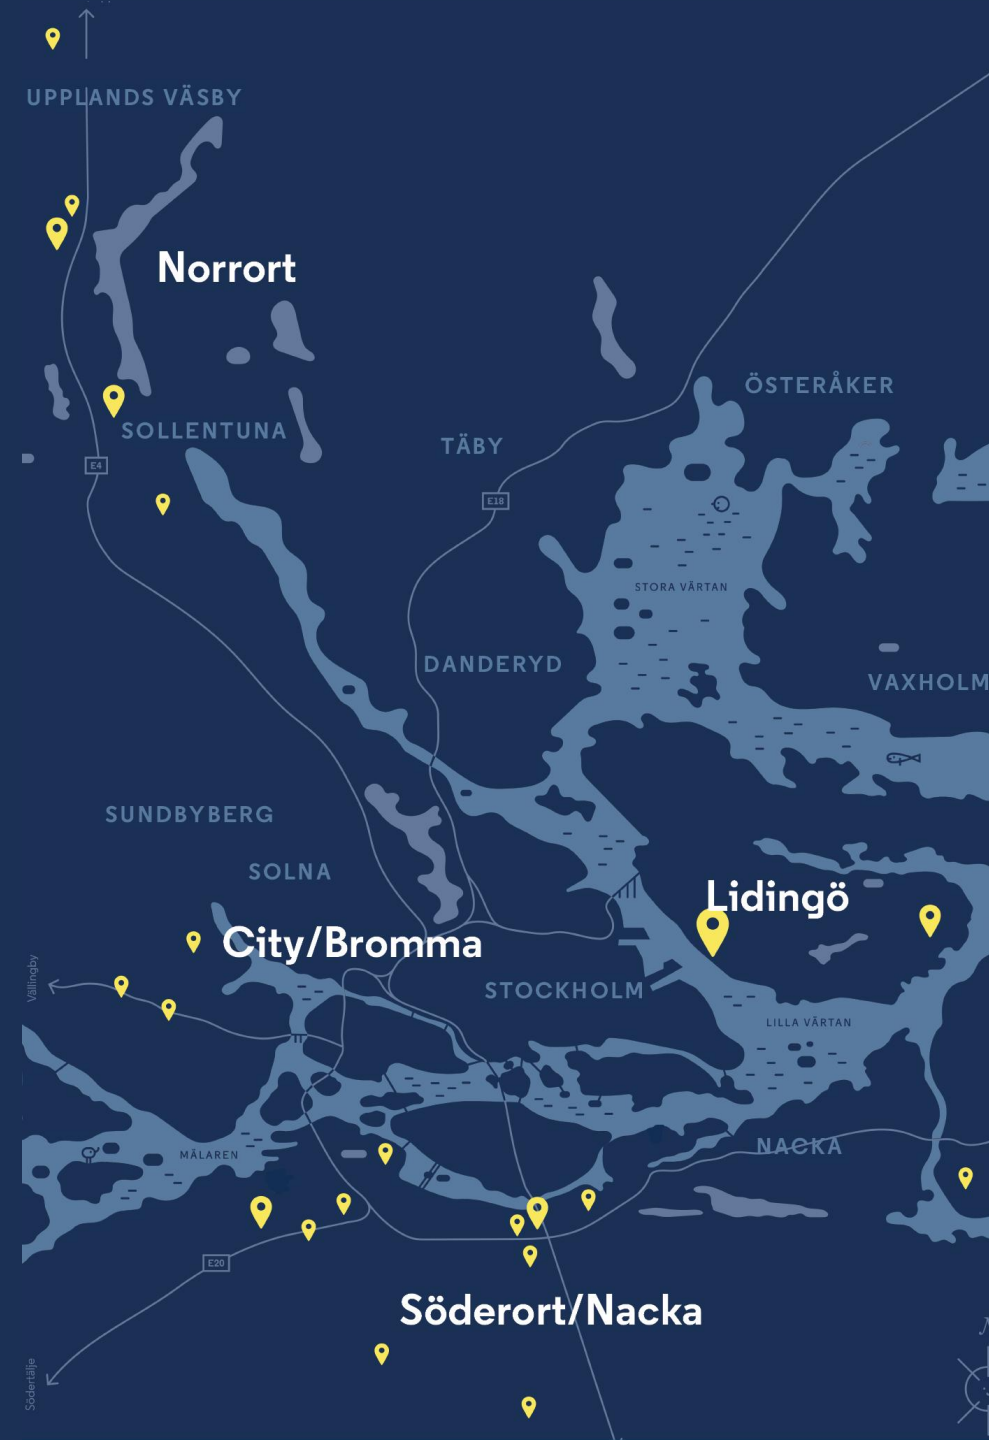 UPPLANDS VÄSBY
Norrort
ÖSTERÅKER
SOLLENTUNA
TÄBY
E4
E18
STORA VÄRTAN
DANDERYD
VAXHOLM
SUNDBYBERG
SOLNA
Lidingö
City/Bromma
Vällingby
STOCKHOLM
LILLA VÄRTAN
NACKA
MÄLAREN
E20
Söderort/Nacka
Södertälje